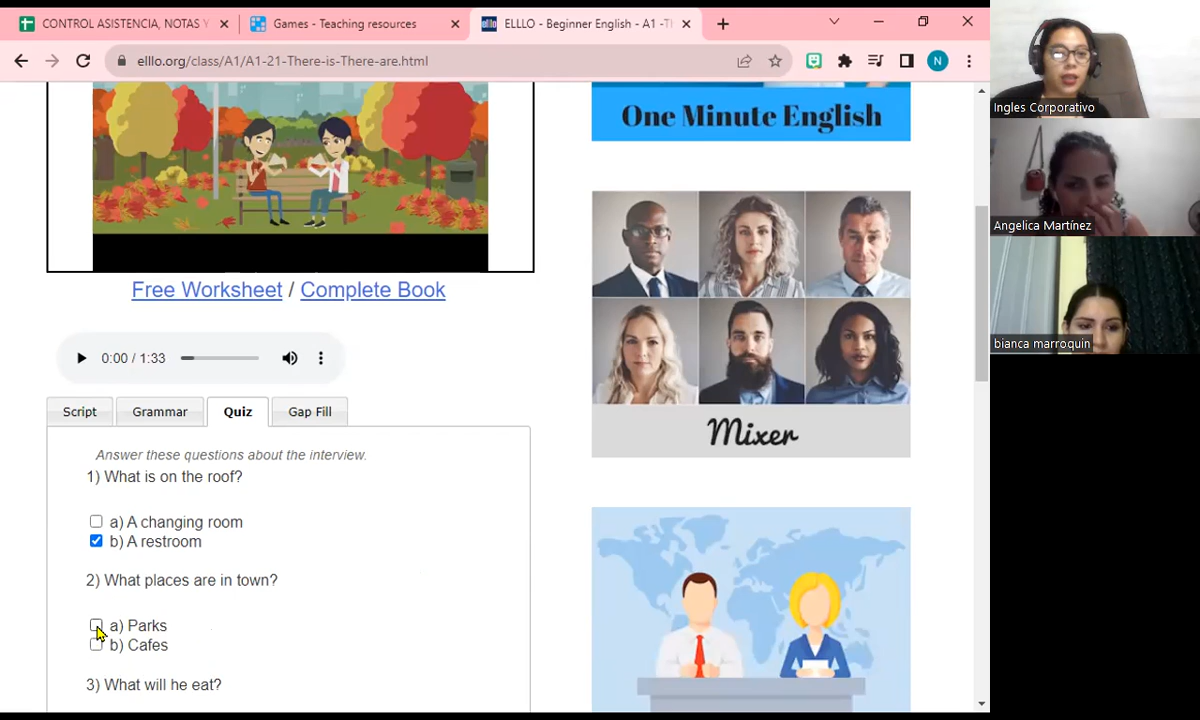 CONTROL ASISTENCIA, NOTAS Y
Games - Teaching resources
elllo
ELLLO - Beginner English - A1 -Th
elllo.org/class/A1/A1-21-There-is-There-are.html
N
One Minute English
Free Worksheet / Complete Book
0:00 / 1:33
Script
Grammar
Quiz
Gap Fill
Mixer
Answer these questions about the interview.
1) What is on the roof?
a) A changing room
b) A restroom
2) What places are in town?
a) Parks
b) Cafes
3) What will he eat?
Ingles Corporativo
Angelica Martínez
bianca marroquin